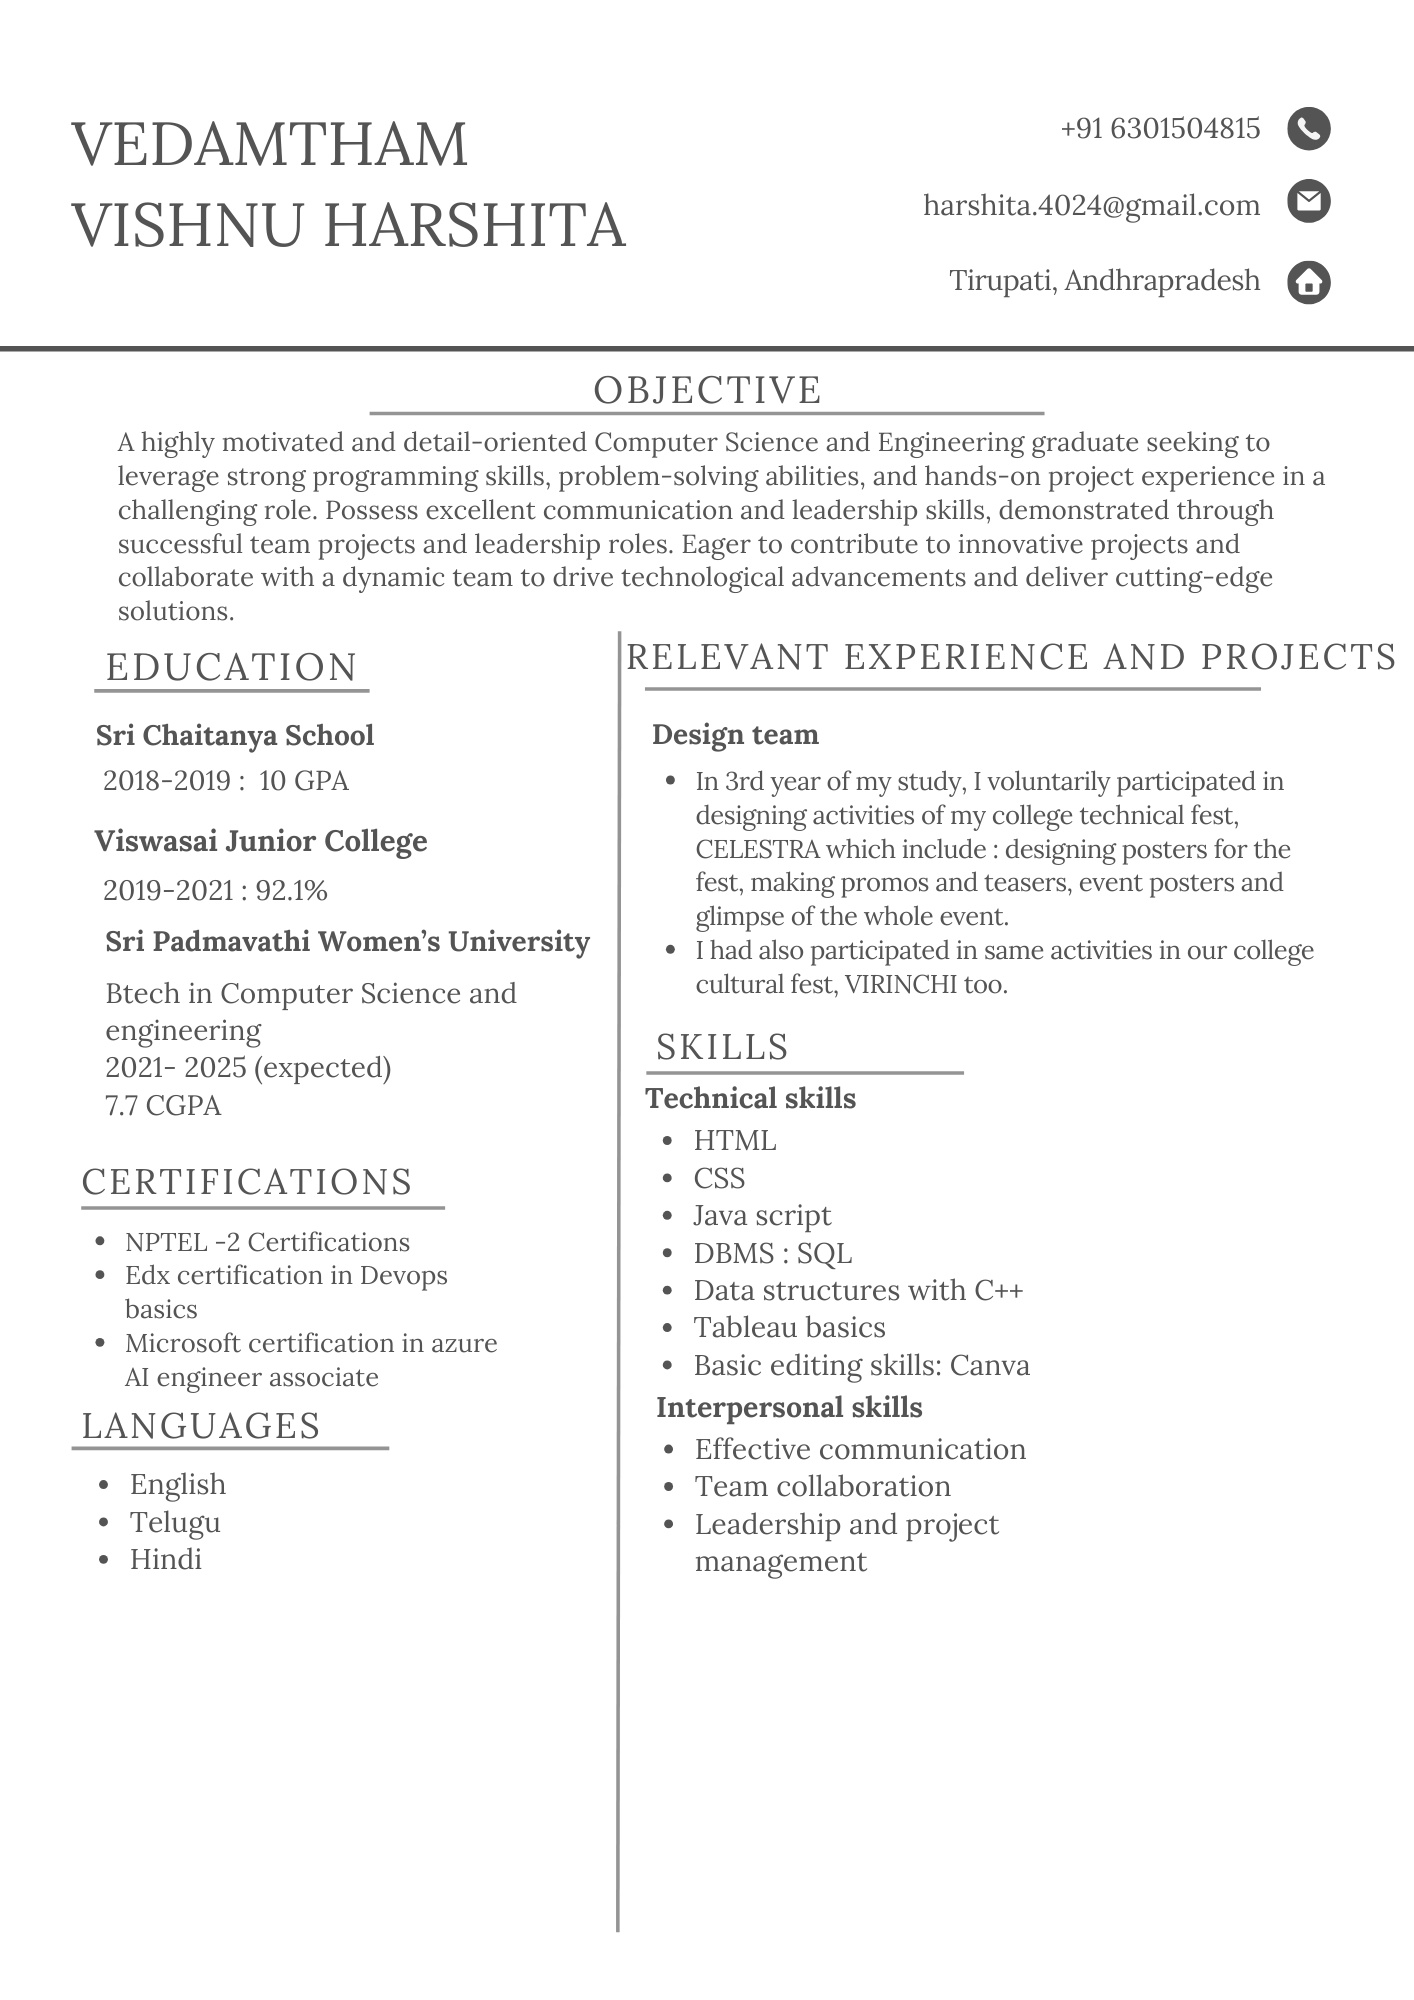 VEDAMTHAM
VISHNU HARSHITA
+91 6301504815
harshita.4024@gmail.com
Tirupati, Andhrapradesh
OBJECTIVE
A highly motivated and detail-oriented Computer Science and Engineering graduate seeking to
leverage strong programming skills, problem-solving abilities, and hands-on project experience in a
challenging role. Possess excellent communication and leadership skills, demonstrated through
successful team projects and leadership roles. Eager to contribute to innovative projects and
collaborate with a dynamic team to drive technological advancements and deliver cutting-edge
solutions.
EDUCATION
Sri Chaitanya School
2018-2019 :  10 GPA
Viswasai Junior College
2019-2021 : 92.1%
Sri Padmavathi Women’s University
Btech in Computer Science and
engineering
2021- 2025 (expected)
7.7 CGPA
CERTIFICATIONS
• NPTEL -2 Certifications
• Edx certification in Devops
basics
• Microsoft certification in azure
AI engineer associate
LANGUAGES
• English
• Telugu
• Hindi
RELEVANT EXPERIENCE AND PROJECTS
Design team
• In 3rd year of my study, I voluntarily participated in
designing activities of my college technical fest,
CELESTRA which include : designing posters for the
fest, making promos and teasers, event posters and
glimpse of the whole event.
• I had also participated in same activities in our college
cultural fest, VIRINCHI too.
SKILLS
Technical skills
• HTML
• CSS
• Java script
• DBMS : SQL
• Data structures with C++
• Tableau basics
• Basic editing skills: Canva
Interpersonal skills
• Effective communication
• Team collaboration
• Leadership and project
management